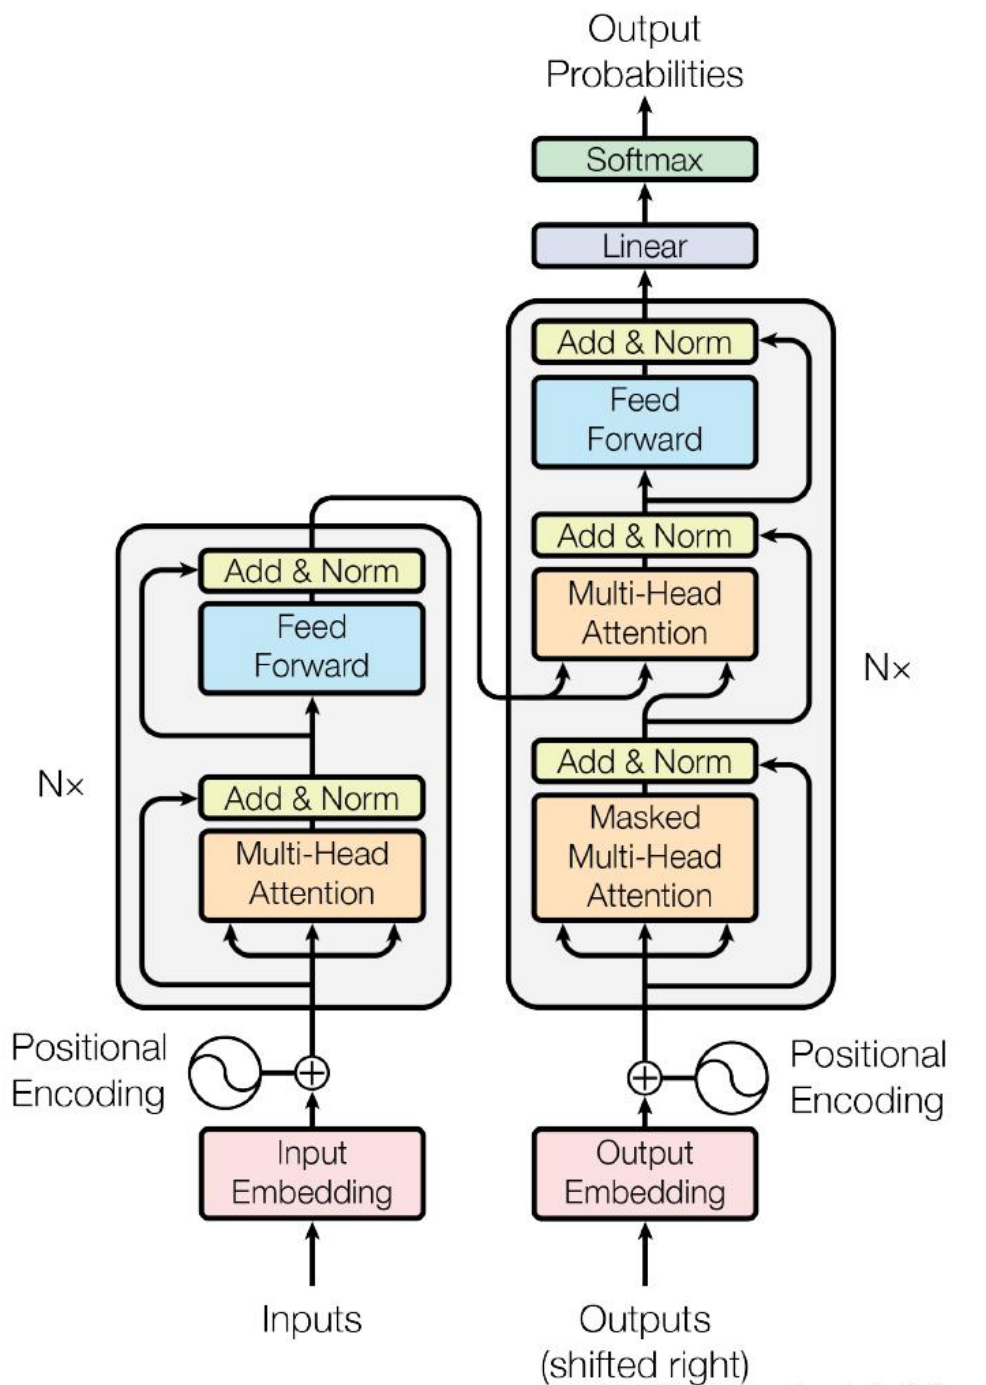 Output
Probabilities
Softmax
Linear
Add & Norm
Feed
Forward
Add & Norm
Multi-Head
Attention
Nx
Add & Norm
Masked
Multi-Head
Attention
Positional
Encoding
Output
Embedding
Outputs
(shifted right)
Add & Norm
Feed
Forward
Nx
Add & Norm
Multi-Head
Attention
Positional
Encoding
Input
Embedding
Inputs